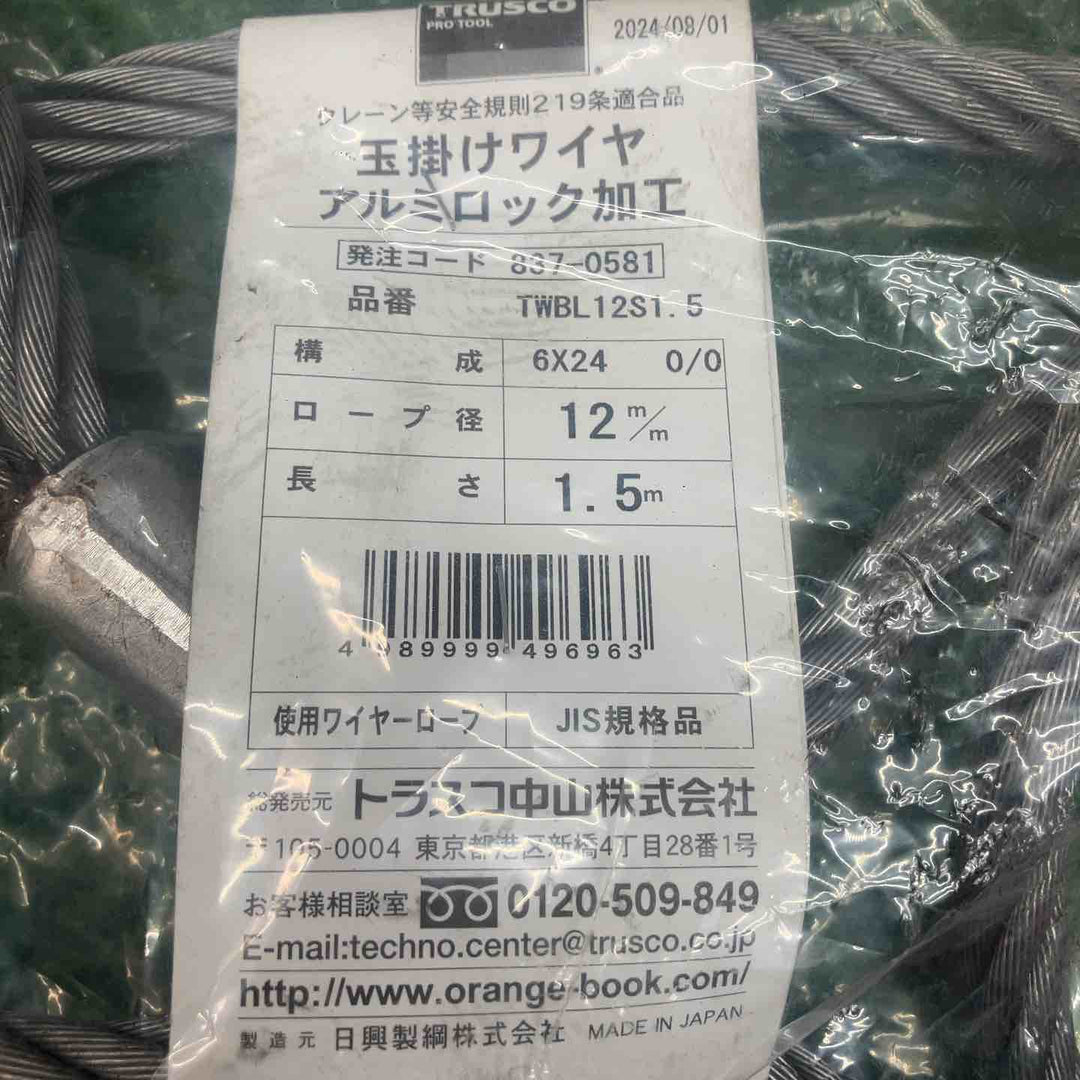 TRUSCO
PRO TOOL
2024/08/01
クレーン等安全規則219条適合品
玉掛けワイヤ
アルミロック加工
発注コード 837-0581
品番 TWBL12S1.5
構成 6X24 O/O
ロープ径 12m/m
長さ 1.5m
4 989999 496963
使用ワイヤーロープ JIS規格品
総発売元 トラスコ中山株式会社
〒105-0004 東京都港区新橋4丁目28番1号
お客様相談室 0120-509-849
E-mail:techno.center@trusco.co.jp
http://www.orange-book.com/
製造元 日興製綱株式会社 MADE IN JAPAN